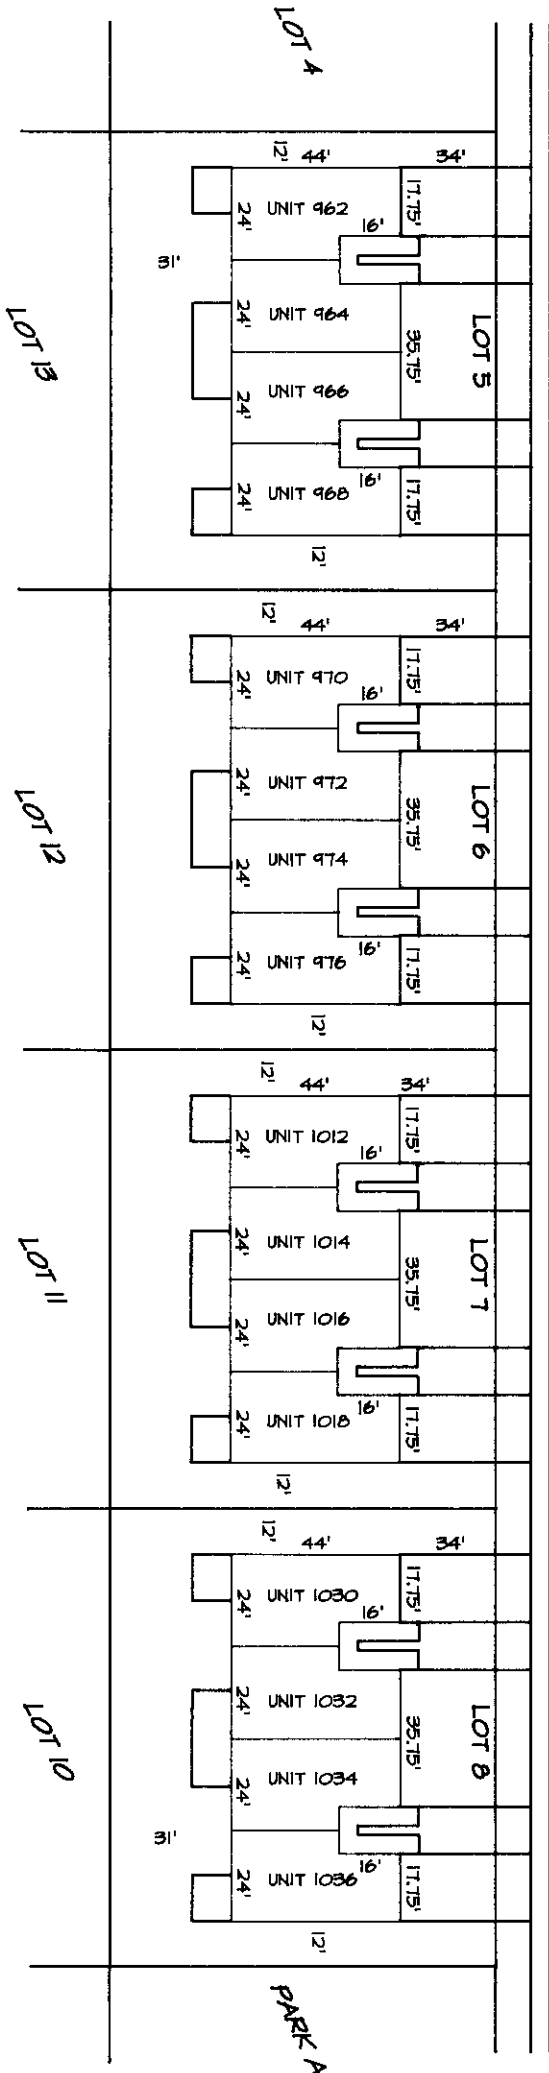 LOT 4
12'
44'
34'
17.75'
24'
UNIT 962
16'
31'
LOT 13
24'
UNIT 964
35.75'
LOT 5
24'
UNIT 966
16'
24'
UNIT 968
17.75'
12'
12'
44'
34'
17.75'
24'
UNIT 970
16'
LOT 12
24'
UNIT 972
35.75'
LOT 6
24'
UNIT 974
16'
24'
UNIT 976
17.75'
12'
12'
44'
34'
17.75'
24'
UNIT 1012
16'
LOT 11
24'
UNIT 1014
35.75'
LOT 7
24'
UNIT 1016
16'
24'
UNIT 1018
17.75'
12'
12'
44'
34'
17.75'
24'
UNIT 1030
16'
LOT 10
24'
UNIT 1032
35.75'
LOT 8
24'
UNIT 1034
31'
16'
24'
UNIT 1036
17.75'
12'
PARK A